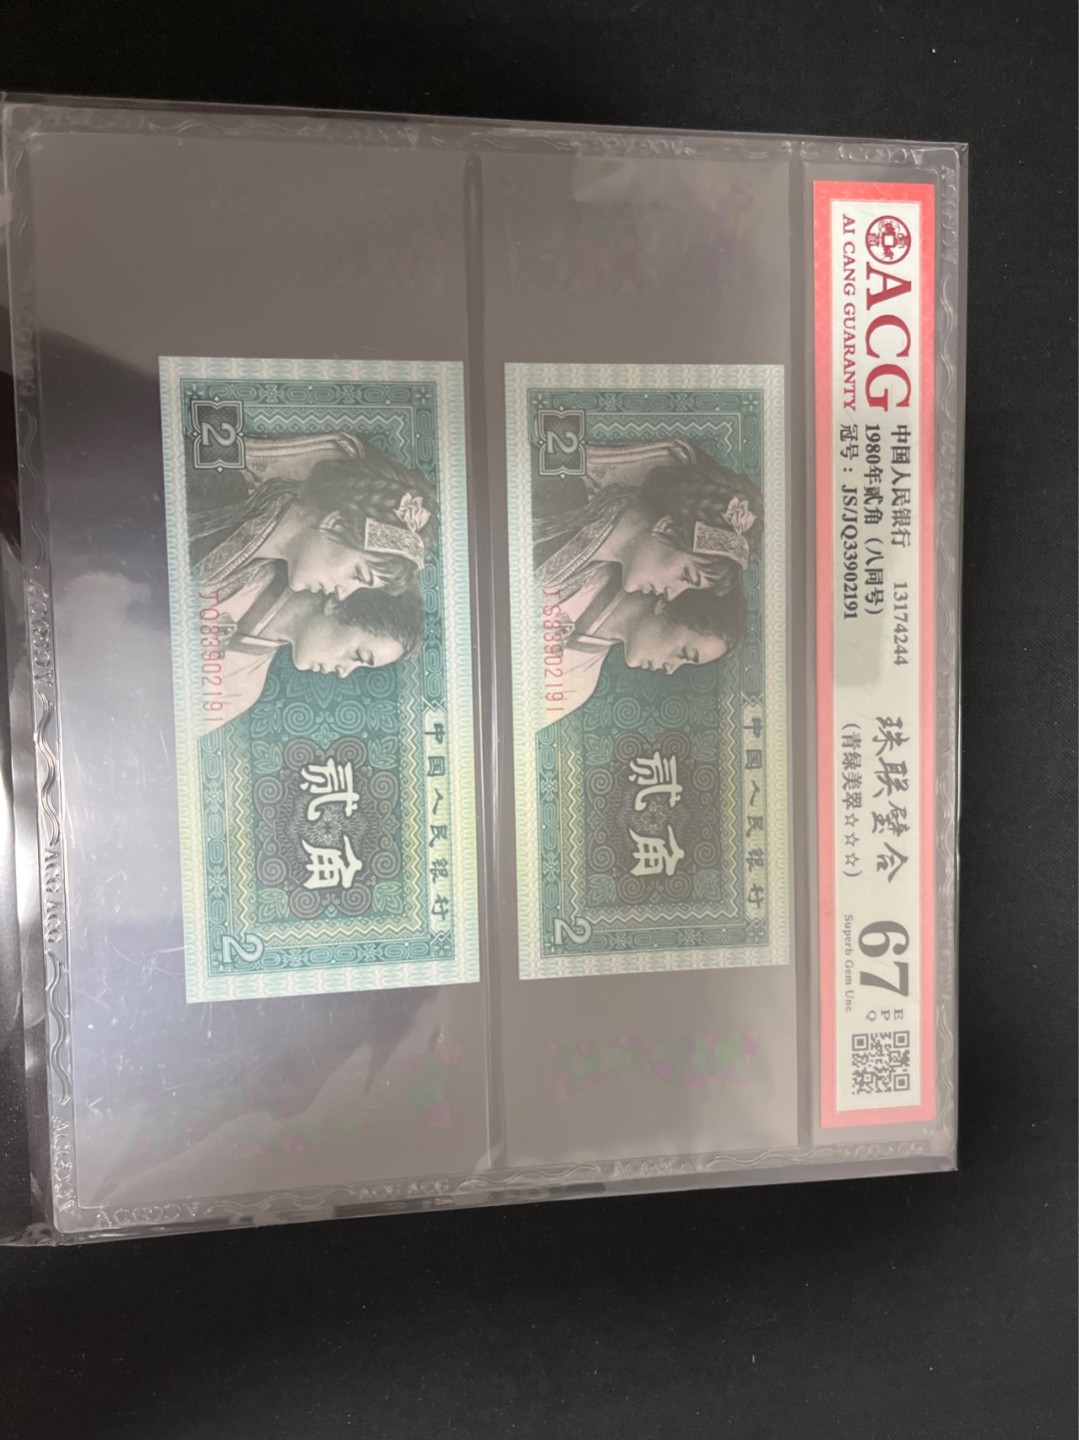 ACG
AI CANG GUARANTY
中国人民银行 13174244
1980年贰角（八同号）
冠号：JS/JQ33902191
珠联璧合
(青绿美翠☆☆☆)
67
EPQ
Superb Gem Unc
中国人民银行
贰角
2
2
JS33902191
中国人民银行
贰角
2
2
JQ33902191